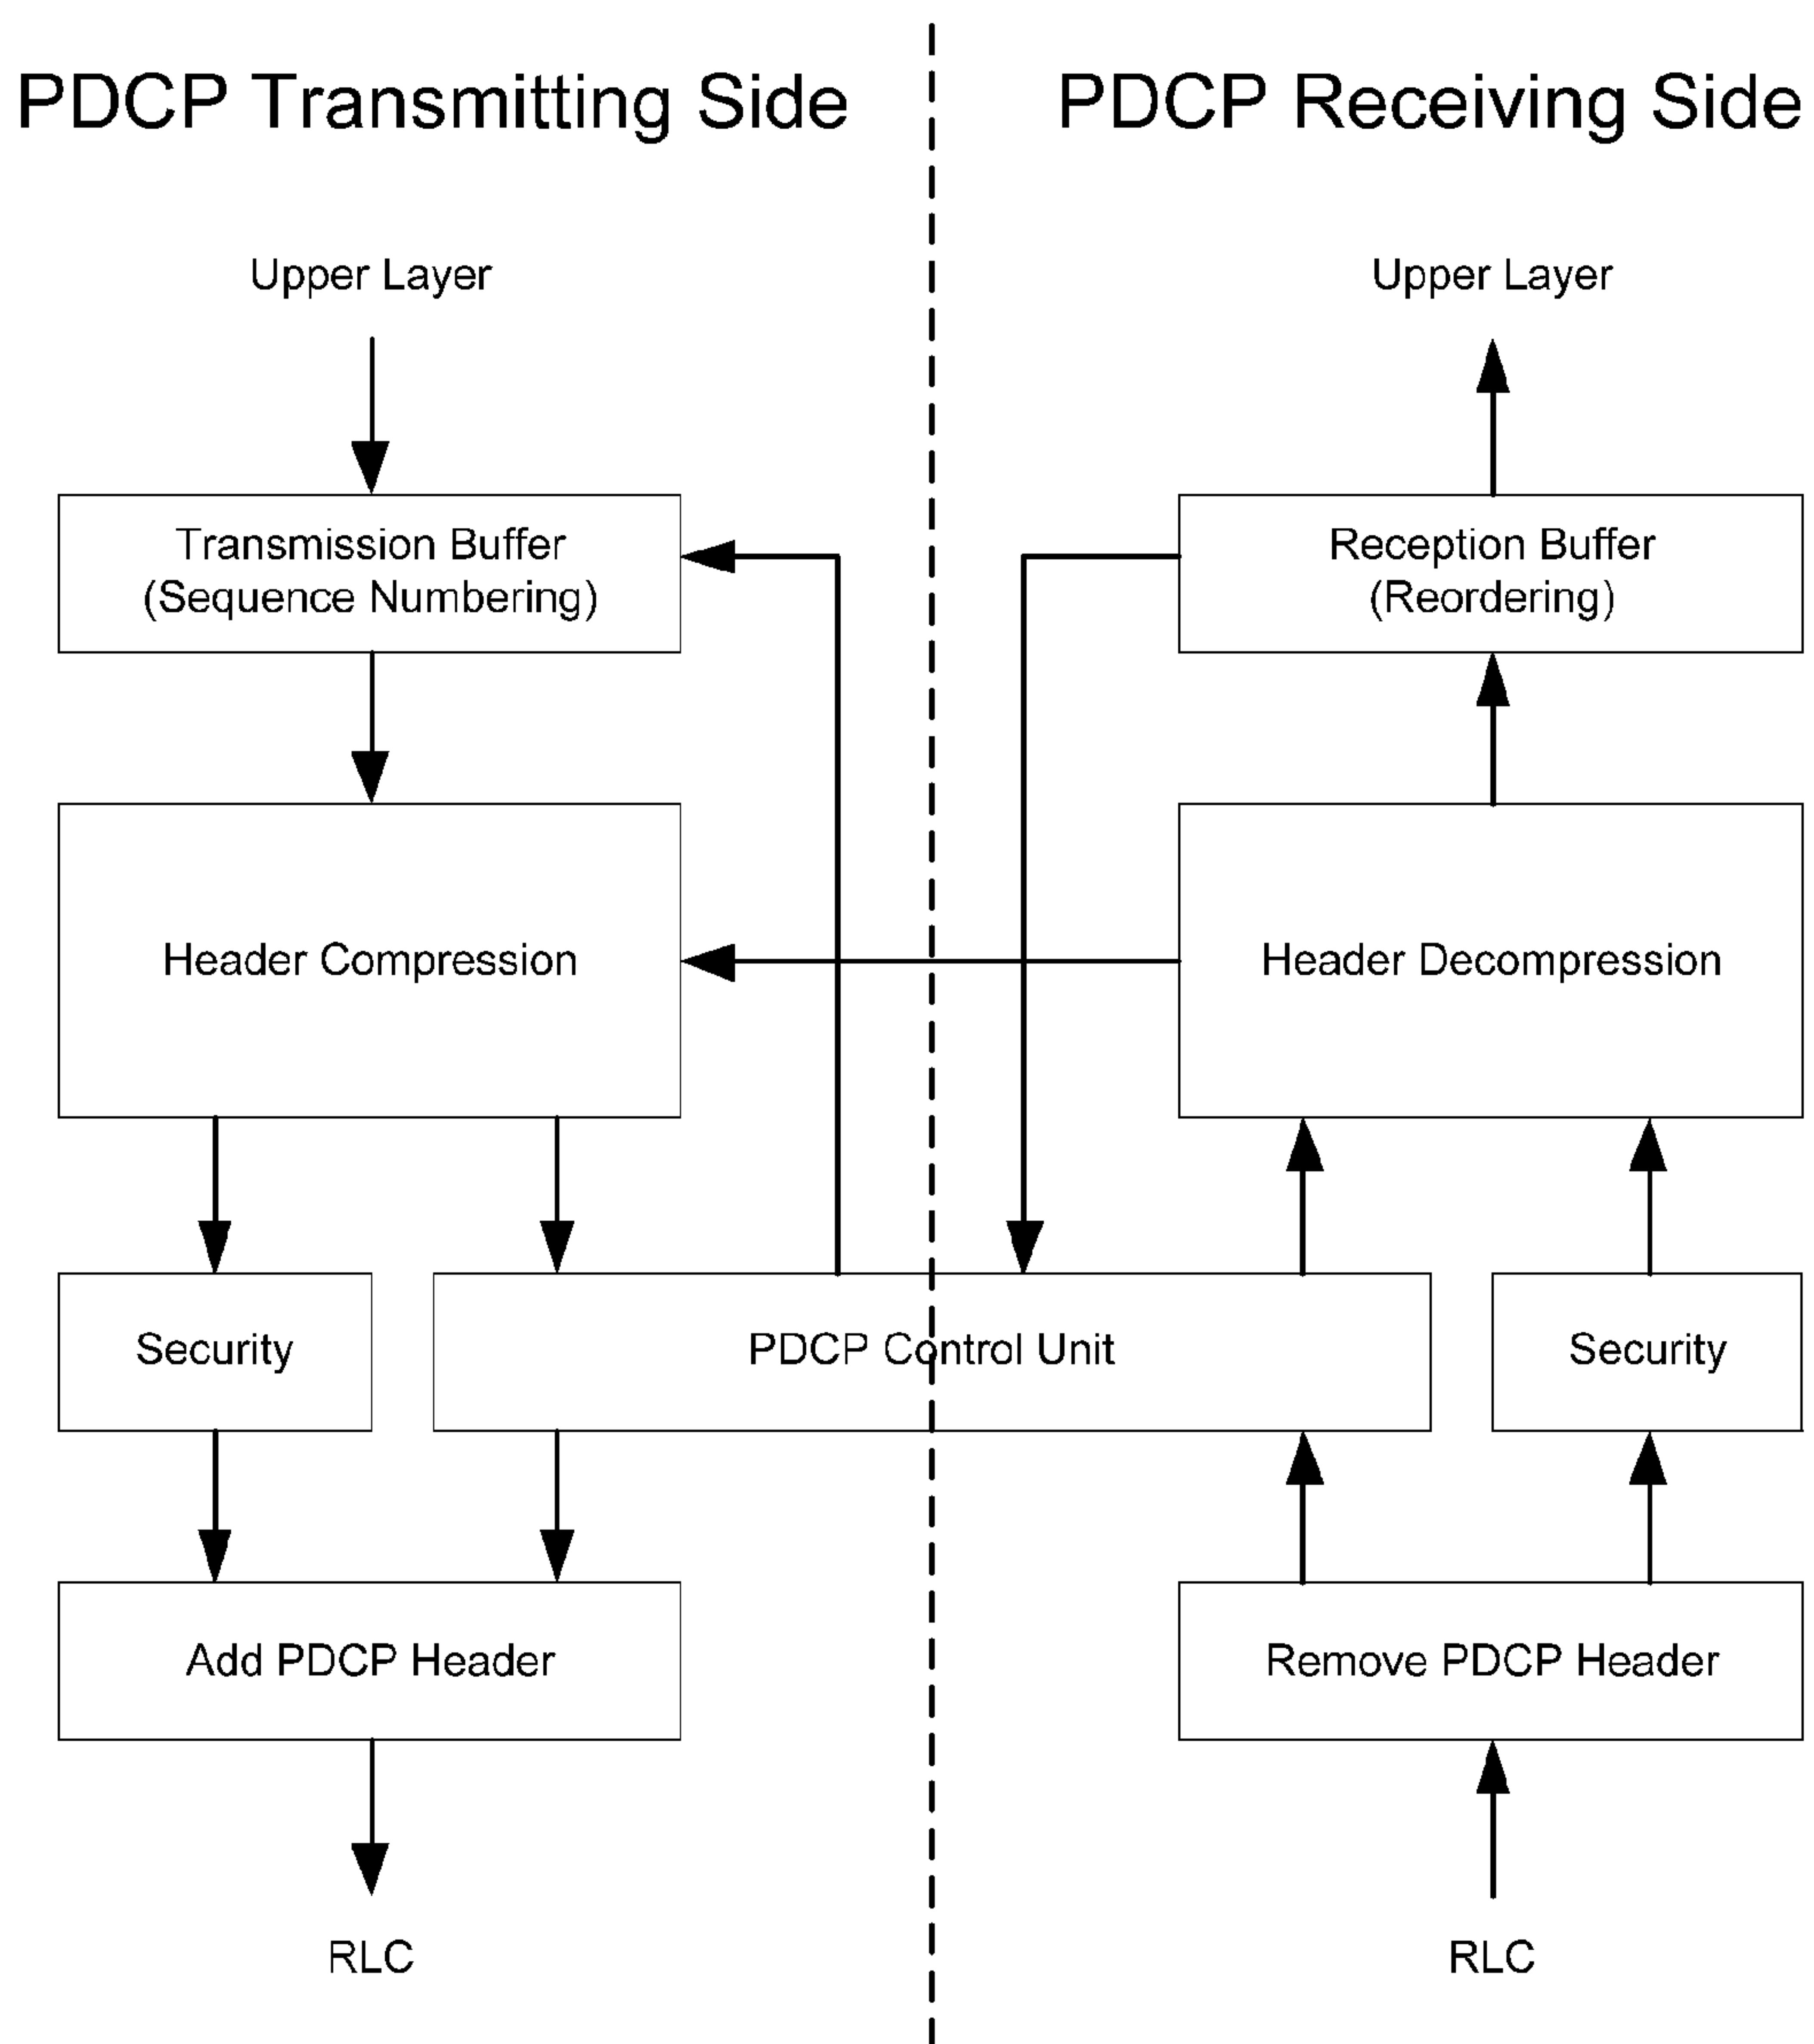 PDCP Transmitting Side
PDCP Receiving Side
Upper Layer
Upper Layer
Transmission Buffer
(Sequence Numbering)
Reception Buffer
(Reordering)
Header Compression
Header Decompression
Security
PDCP Control Unit
Security
Add PDCP Header
Remove PDCP Header
RLC
RLC